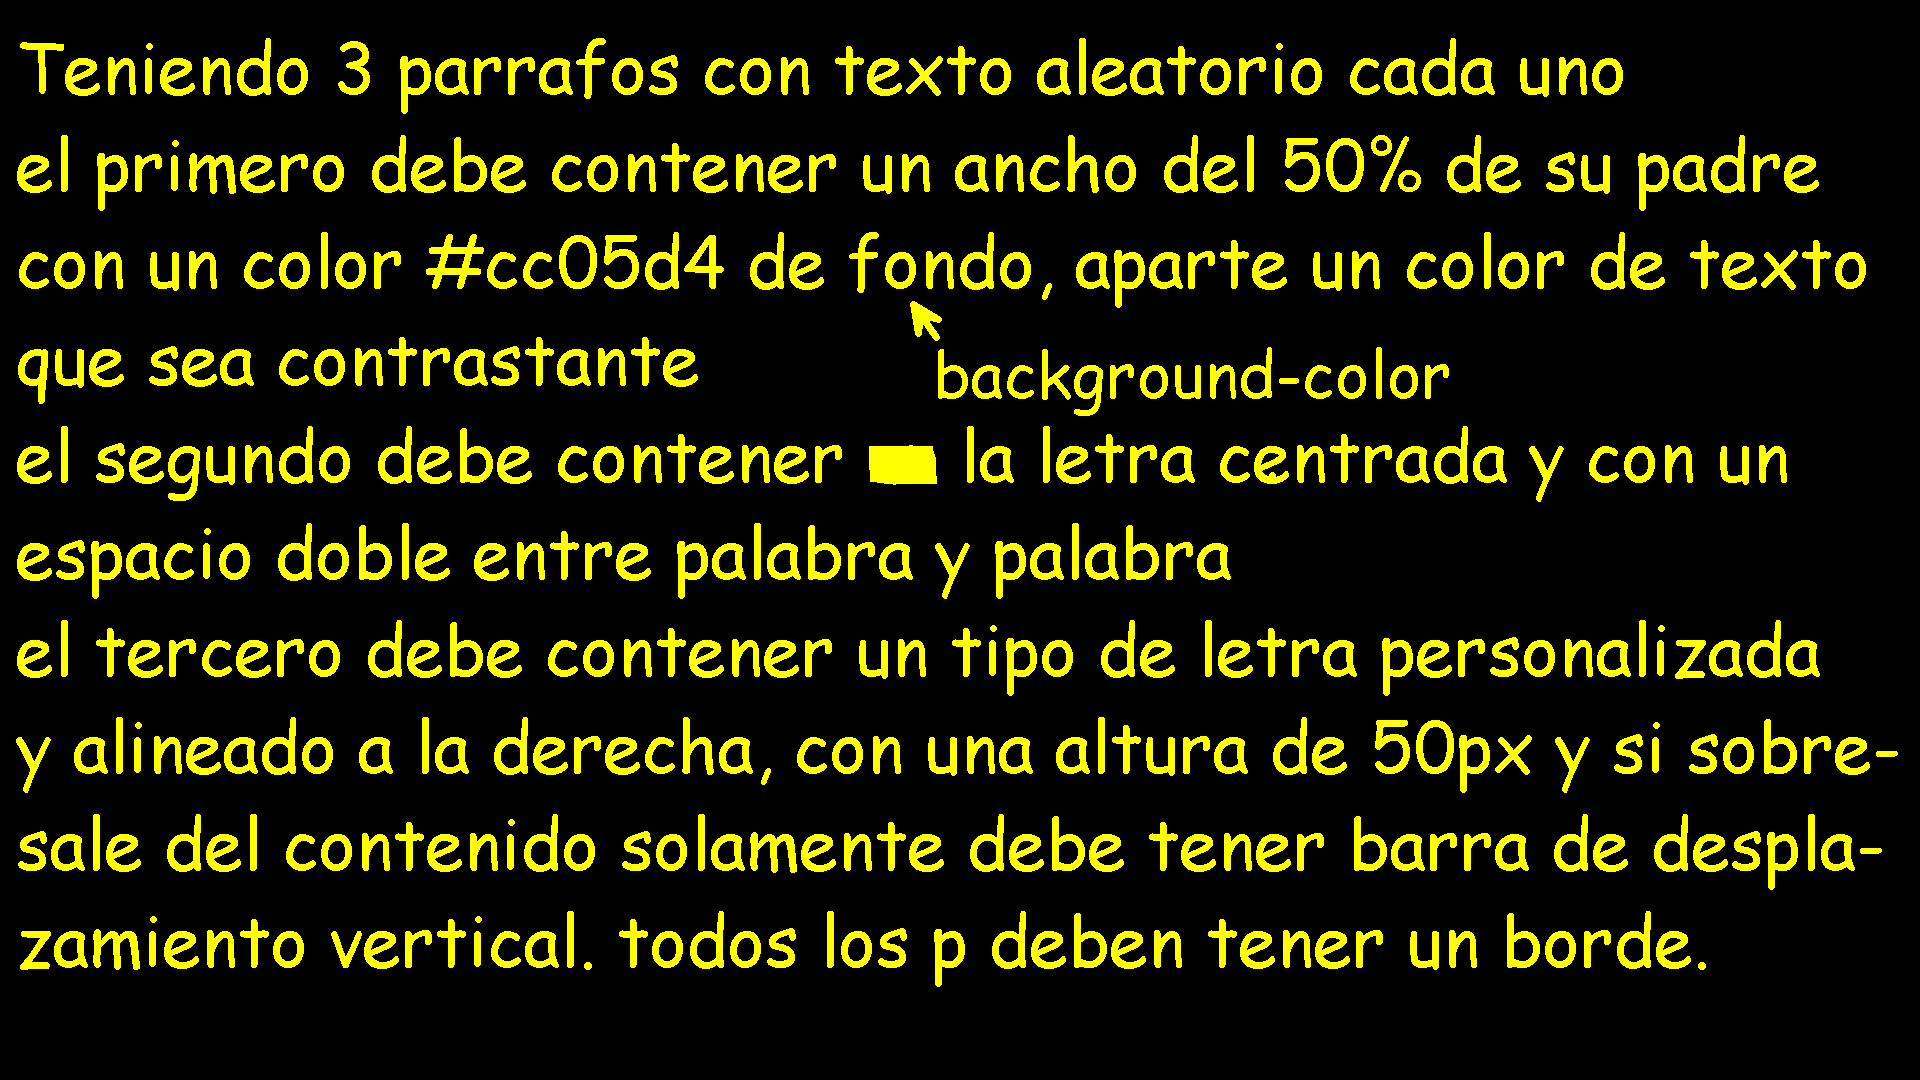 Teniendo 3 parrafos con texto aleatorio cada uno
el primero debe contener un ancho del 50% de su padre
con un color #cc05d4 de fondo, aparte un color de texto
que sea contrastante
background-color
el segundo debe contener la letra centrada y con un
espacio doble entre palabra y palabra
el tercero debe contener un tipo de letra personalizada
y alineado a la derecha, con una altura de 50px y si sobre-
sale del contenido solamente debe tener barra de despla-
zamiento vertical. todos los p deben tener un borde.